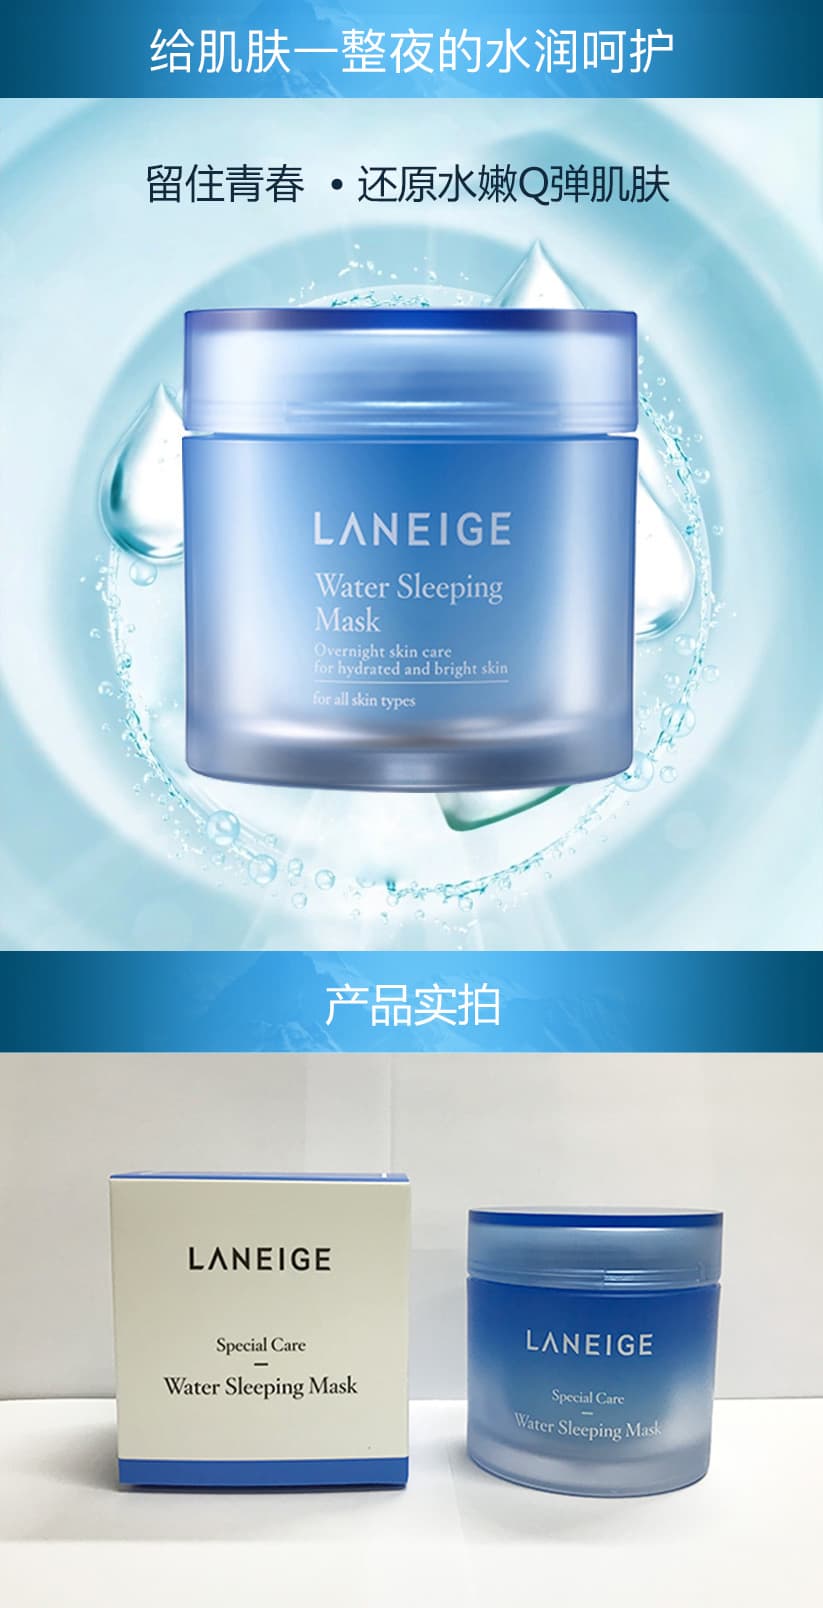 给肌肤一整夜的水润呵护
留住青春 •还原水嫩Q弹肌肤
LANEIGE
Water Sleeping
Mask
Overnight skin care
for hydrated and bright skin
for all skin types
产品实拍
LANEIGE
Special Care
Water Sleeping Mask
LANEIGE
Special Care
Water Sleeping Mask